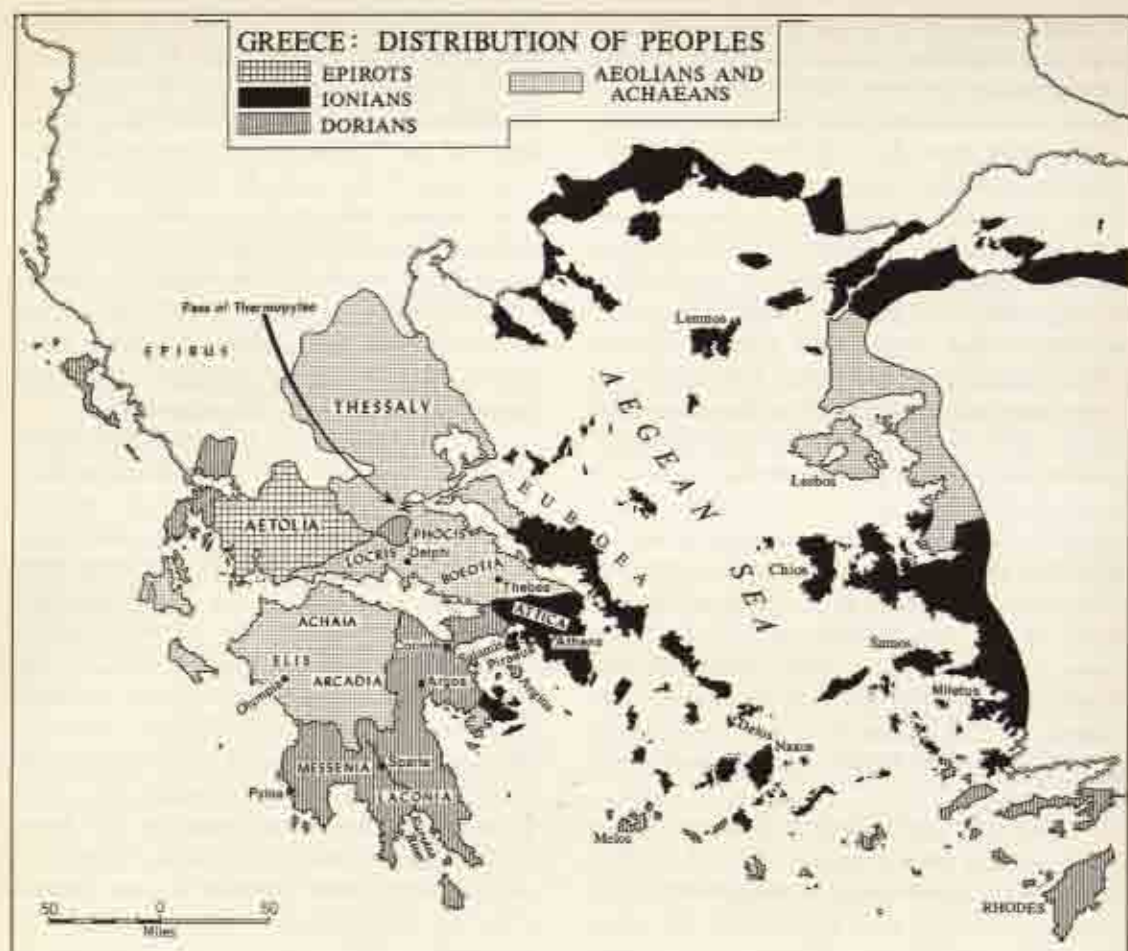 GREECE: DISTRIBUTION OF PEOPLES
EPIROTS
IONIANS
DORIANS
AEOLIANS AND
ACHAEANS
Pass of Thermopylae
EPIRUS
THESSALY
Lemnos
AEGEAN
SEA
Lesbos
EUBOEA
AETOLIA
PHOCIS
LOCRIS
Delphi
BOEOTIA
Thebes
Chios
ATTICA
Athens
ACHAIA
Corinth
Salamis
Piraeus
Aegina
Samos
ELIS
ARCADIA
Argos
Olympia
Miletus
Delos
Naxos
MESSENIA
Sparta
Pylos
LACONIA
Melos
RHODES
50 0 50
Miles